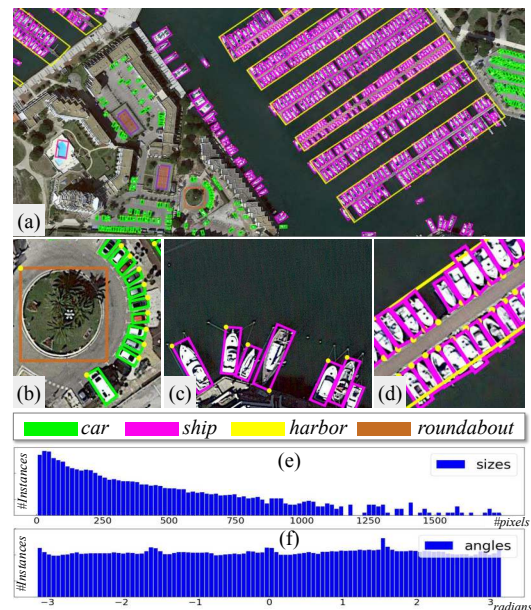 (a)
(b)
(c)
(d)
car
ship
harbor
roundabout
(e)
sizes
#Instances
0
250
500
750
1000
1250
1500
#pixels
(f)
angles
#Instances
−3
−2
−1
0
1
2
3
radians